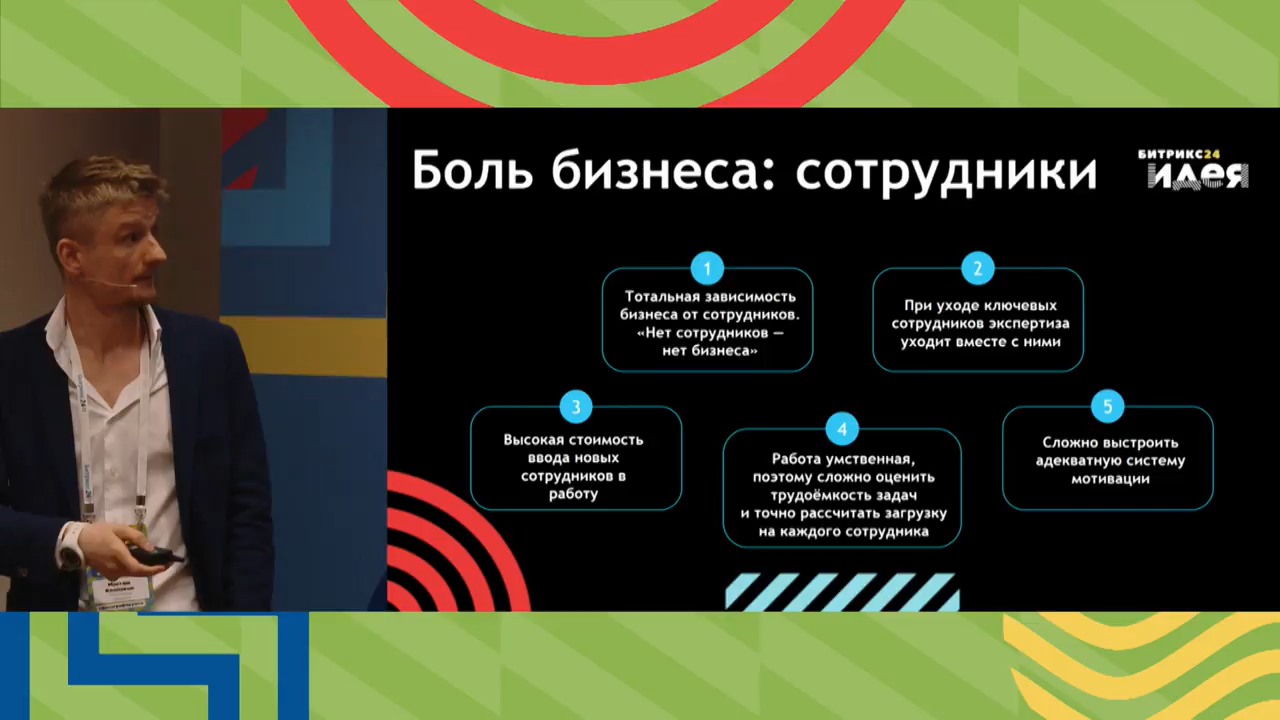 Боль бизнеса: сотрудники
БИТРИКС24
идея
1
Тотальная зависимость
бизнеса от сотрудников.
«Нет сотрудников —
нет бизнеса»
2
При уходе ключевых
сотрудников экспертиза
уходит вместе с ними
3
Высокая стоимость
ввода новых
сотрудников в
работу
4
Работа умственная,
поэтому сложно оценить
трудоёмкость задач
и точно рассчитать загрузку
на каждого сотрудника
5
Сложно выстроить
адекватную систему
мотивации